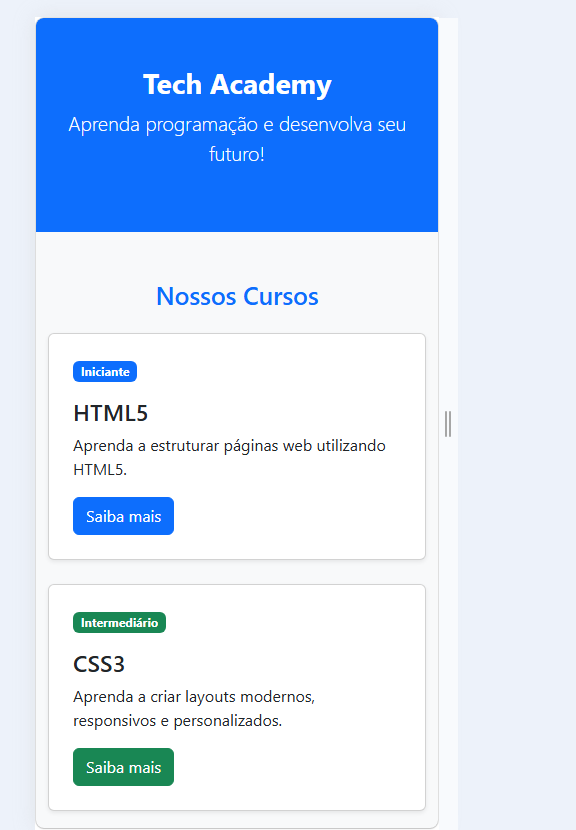 Tech Academy
Aprenda programação e desenvolva seu
futuro!
Nossos Cursos
Iniciante
HTML5
Aprenda a estruturar páginas web utilizando
HTML5.
Saiba mais
Intermediário
CSS3
Aprenda a criar layouts modernos,
responsivos e personalizados.
Saiba mais